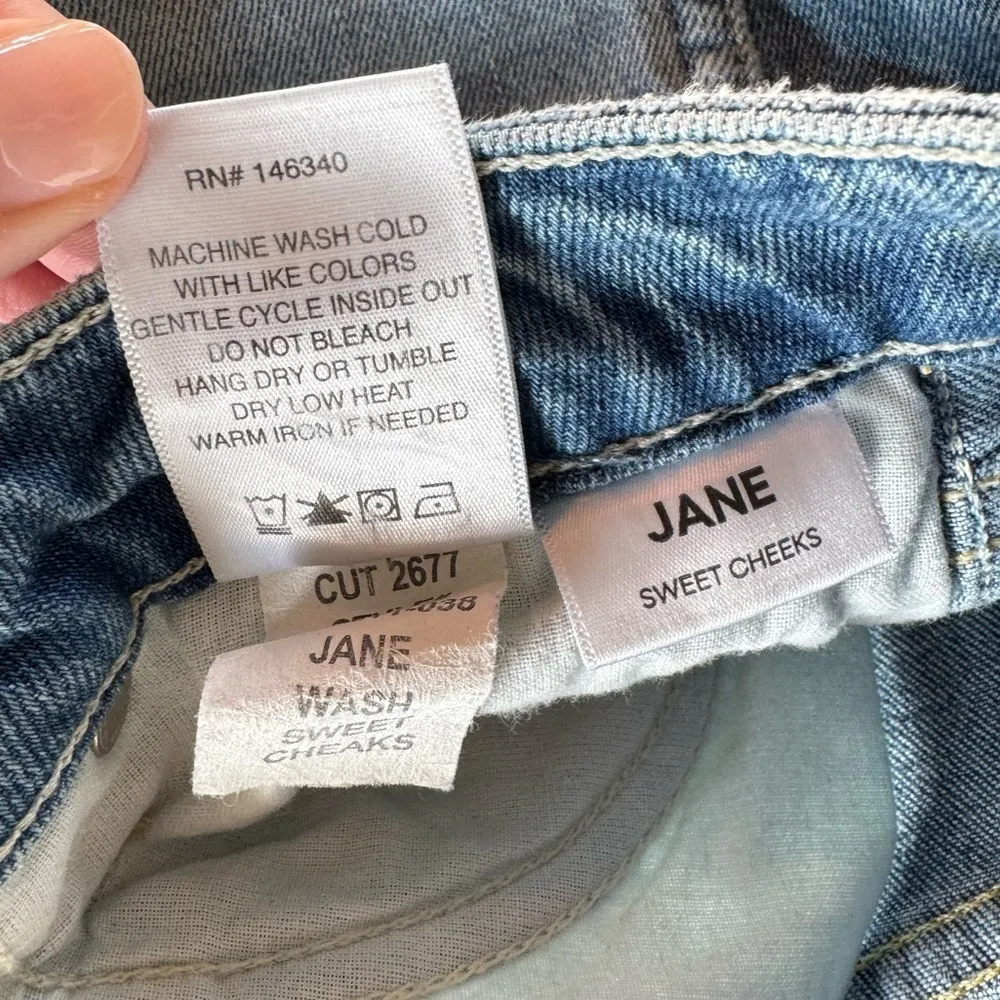 RN# 146340
MACHINE WASH COLD
WITH LIKE COLORS
GENTLE CYCLE INSIDE OUT
DO NOT BLEACH
HANG DRY OR TUMBLE
DRY LOW HEAT
WARM IRON IF NEEDED
CUT 2677
JANE
WASH
SWEET
CHEAKS
JANE
SWEET CHEEKS